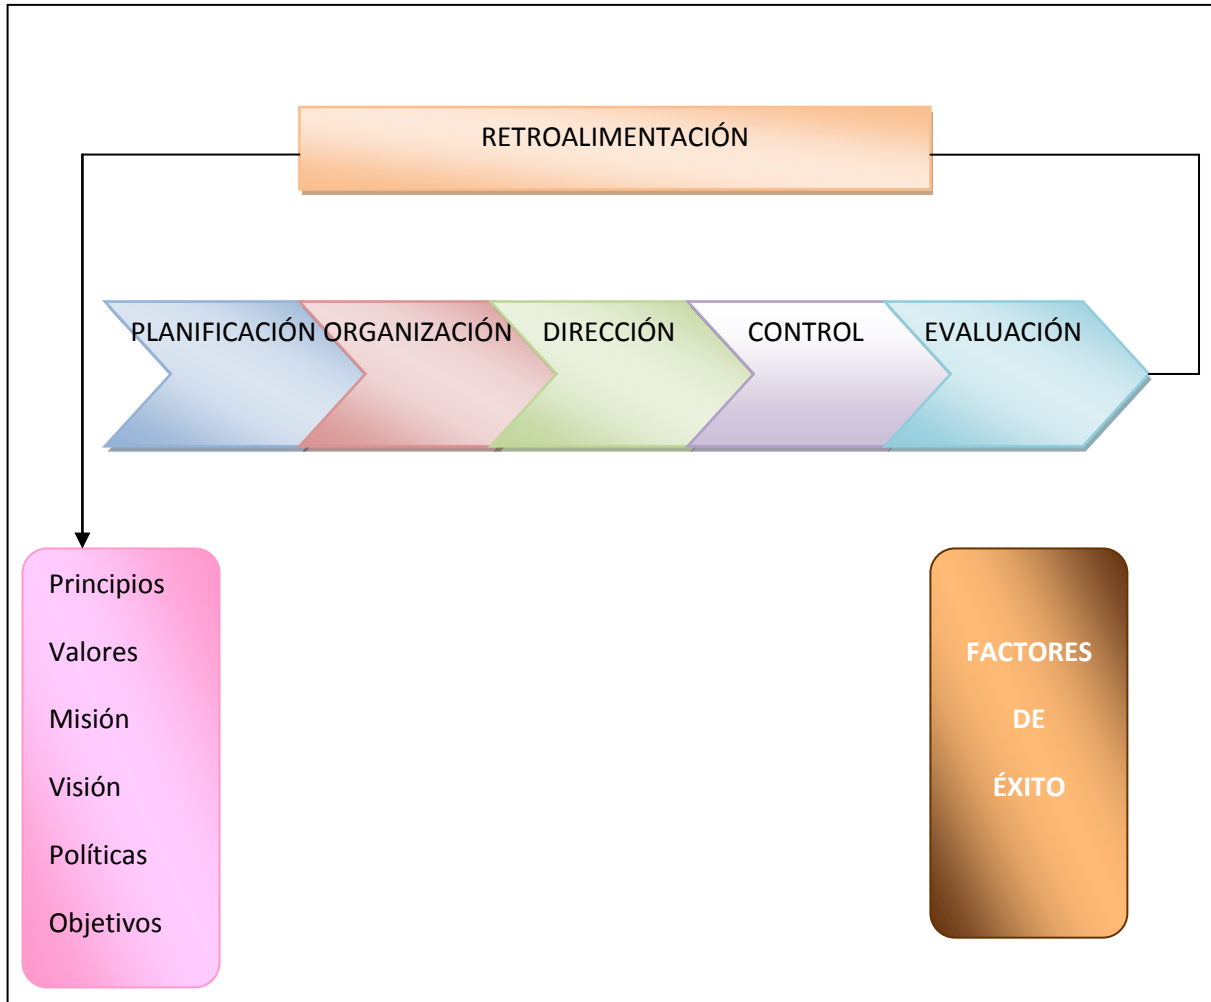 RETROALIMENTACIÓN
PLANIFICACIÓN
ORGANIZACIÓN
DIRECCIÓN
CONTROL
EVALUACIÓN
Principios
Valores
Misión
Visión
Políticas
Objetivos
FACTORES
DE
ÉXITO